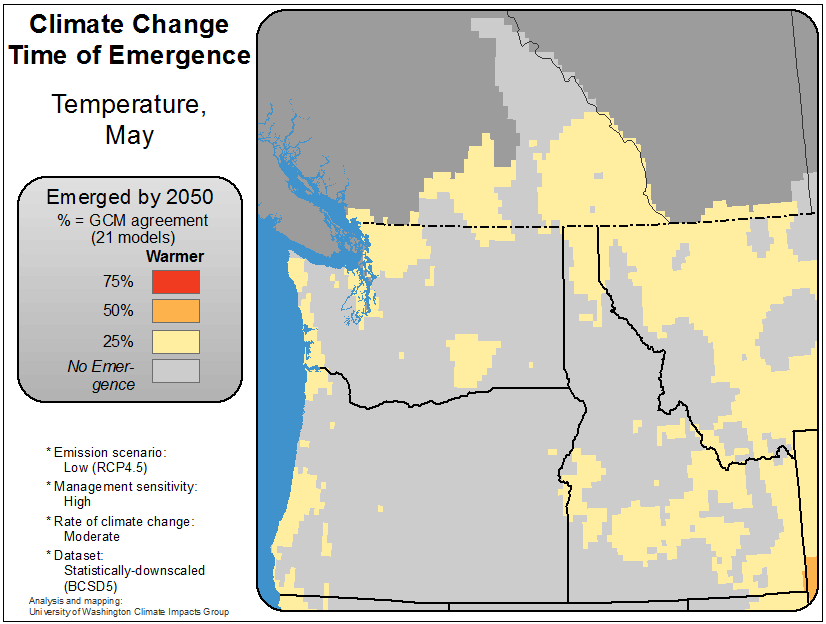 Climate Change
Time of Emergence
Temperature,
May
Emerged by 2050
% = GCM agreement
(21 models)
Warmer
75%
50%
25%
No Emer-
gence
* Emission scenario:
Low (RCP4.5)
* Management sensitivity:
High
* Rate of climate change:
Moderate
* Dataset:
Statistically-downscaled
(BCSD5)
Analysis and mapping:
University of Washington Climate Impacts Group